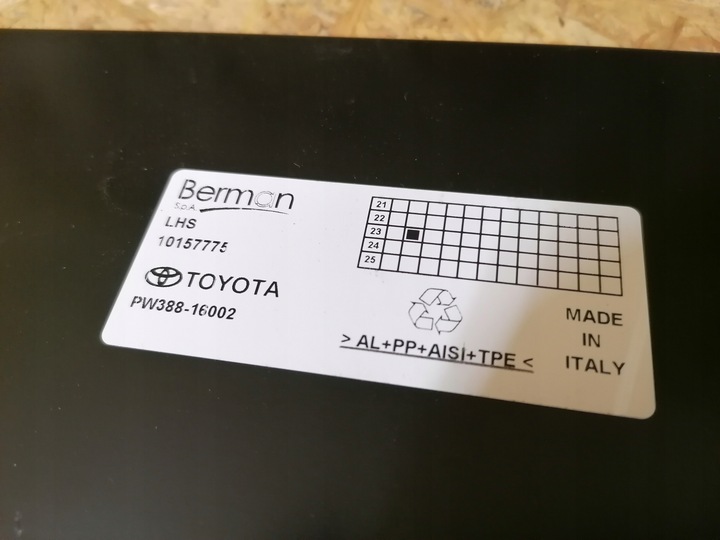 Berman
S.p.A.
LHS
10157775
TOYOTA
PW388-16002
21
22
23
24
25
> AL+PP+AISI+TPE <
MADE
IN
ITALY